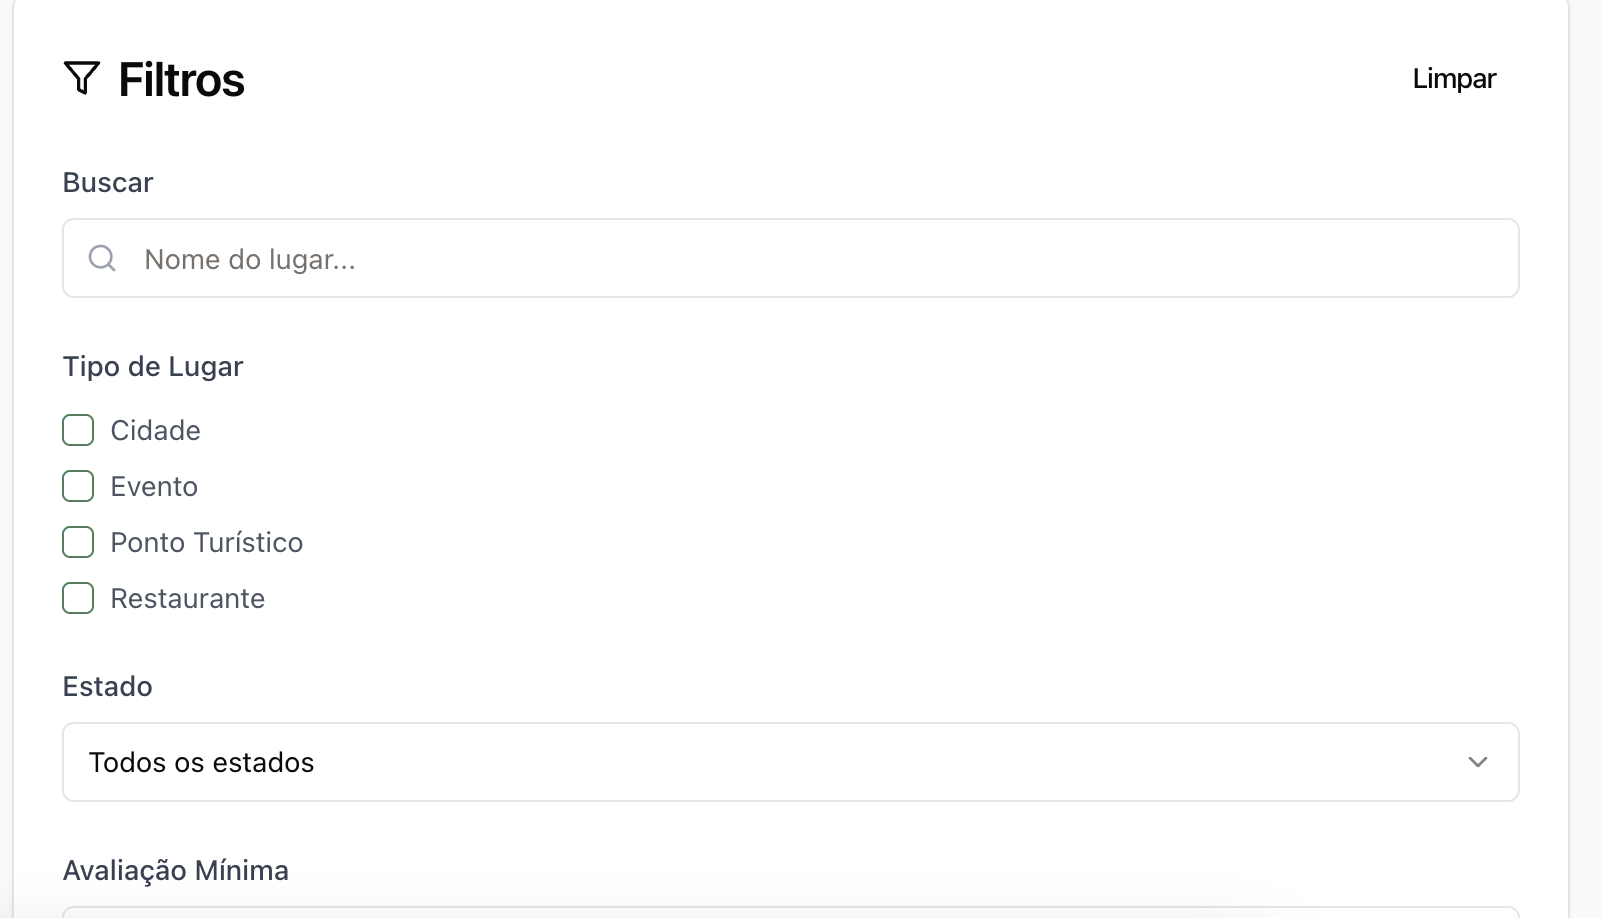 Filtros
Limpar
Buscar
Nome do lugar...
Tipo de Lugar
Cidade
Evento
Ponto Turístico
Restaurante
Estado
Todos os estados
Avaliação Mínima